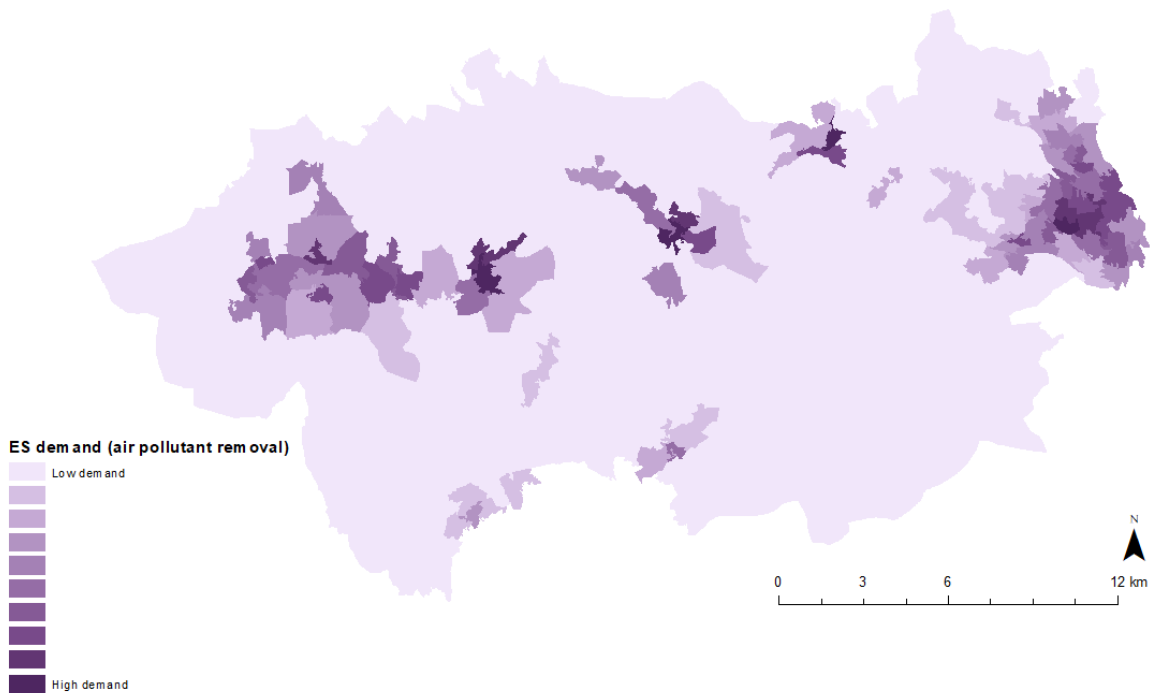 ES demand (air pollutant removal)
Low demand
High demand
N
0 3 6 12 km